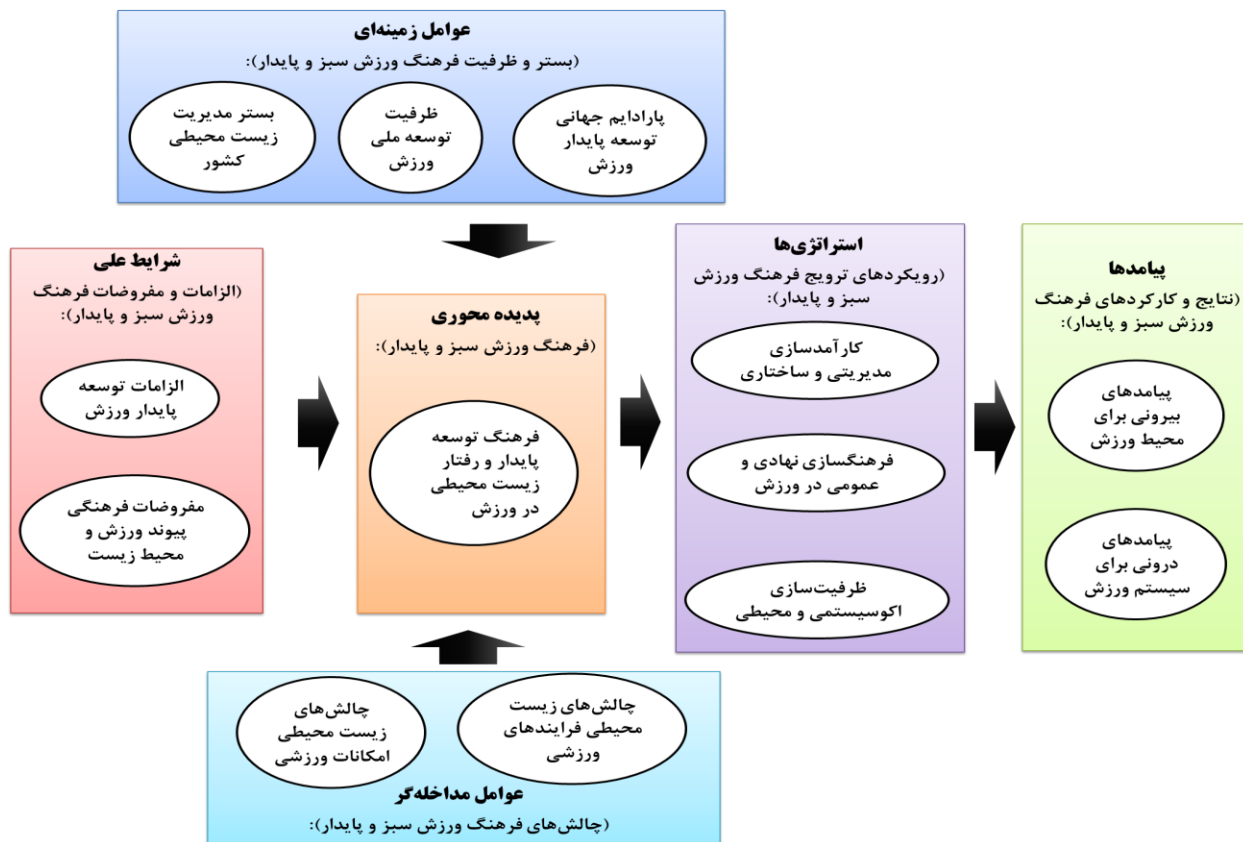 عوامل زمینه‌ای
(بستر و ظرفیت فرهنگ ورزش سبز و پایدار):
پارادایم جهانی
توسعه پایدار
ورزش
ظرفیت
توسعه ملی
ورزش
بستر مدیریت
زیست محیطی
کشور
شرایط علی
(الزامات و مفروضات فرهنگ
ورزش سبز و پایدار):
الزامات توسعه
پایدار ورزش
مفروضات فرهنگی
پیوند ورزش و
محیط زیست
پدیده محوری
(فرهنگ ورزش سبز و پایدار):
فرهنگ توسعه
پایدار و رفتار
زیست محیطی
در ورزش
استراتژی‌ها
(رویکردهای ترویج فرهنگ ورزش
سبز و پایدار):
کارآمدسازی
مدیریتی و ساختاری
فرهنگسازی نهادی و
عمومی در ورزش
ظرفیت‌سازی
اکوسیستمی و محیطی
پیامدها
(نتایج و کارکردهای فرهنگ
ورزش سبز و پایدار):
پیامدهای
بیرونی برای
محیط ورزش
پیامدهای
درونی برای
سیستم ورزش
چالش‌های زیست
محیطی فرایندهای
ورزشی
چالش‌های
زیست محیطی
امکانات ورزشی
عوامل مداخله‌گر
(چالش‌های فرهنگ ورزش سبز و پایدار):